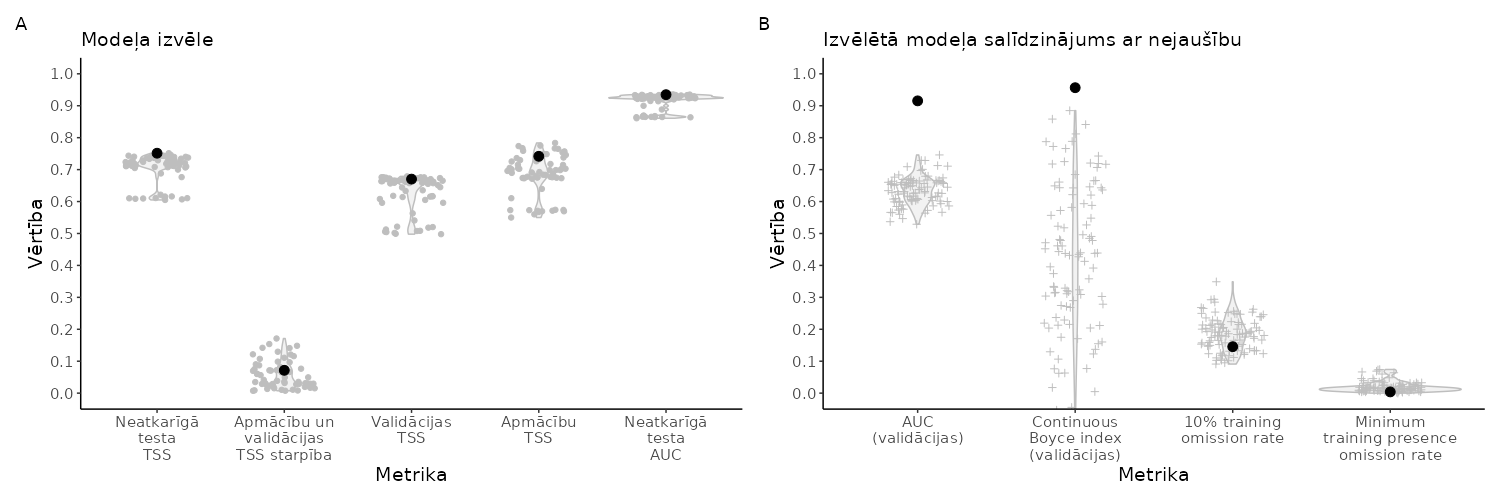 A
Modeļa izvēle
Vērtība
1.0
0.9
0.8
0.7
0.6
0.5
0.4
0.3
0.2
0.1
0.0
Neatkarīgā
testa
TSS
Apmācību un
validācijas
TSS starpība
Validācijas
TSS
Apmācību
TSS
Neatkarīgā
testa
AUC
Metrika
B
Izvēlētā modeļa salīdzinājums ar nejaušību
Vērtība
1.0
0.9
0.8
0.7
0.6
0.5
0.4
0.3
0.2
0.1
0.0
AUC
(validācijas)
Continuous
Boyce index
(validācijas)
10% training
omission rate
Minimum
training presence
omission rate
Metrika